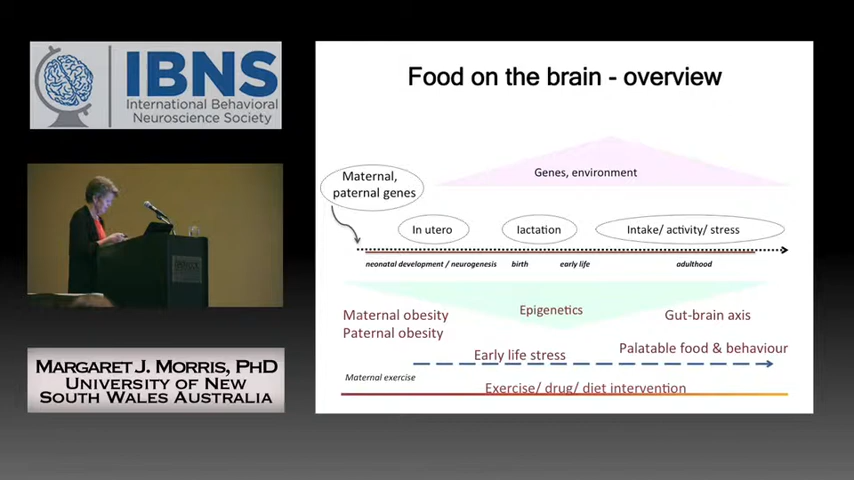 IBNS
International Behavioral
Neuroscience Society
MARGARET J. MORRIS, PHD
UNIVERSITY OF NEW
SOUTH WALES AUSTRALIA
Food on the brain - overview
Genes, environment
Maternal,
paternal genes
In utero
lactation
Intake/ activity/ stress
neonatal development / neurogenesis
birth
early life
adulthood
Maternal obesity
Paternal obesity
Epigenetics
Gut-brain axis
Early life stress
Palatable food & behaviour
Maternal exercise
Exercise/ drug/ diet intervention